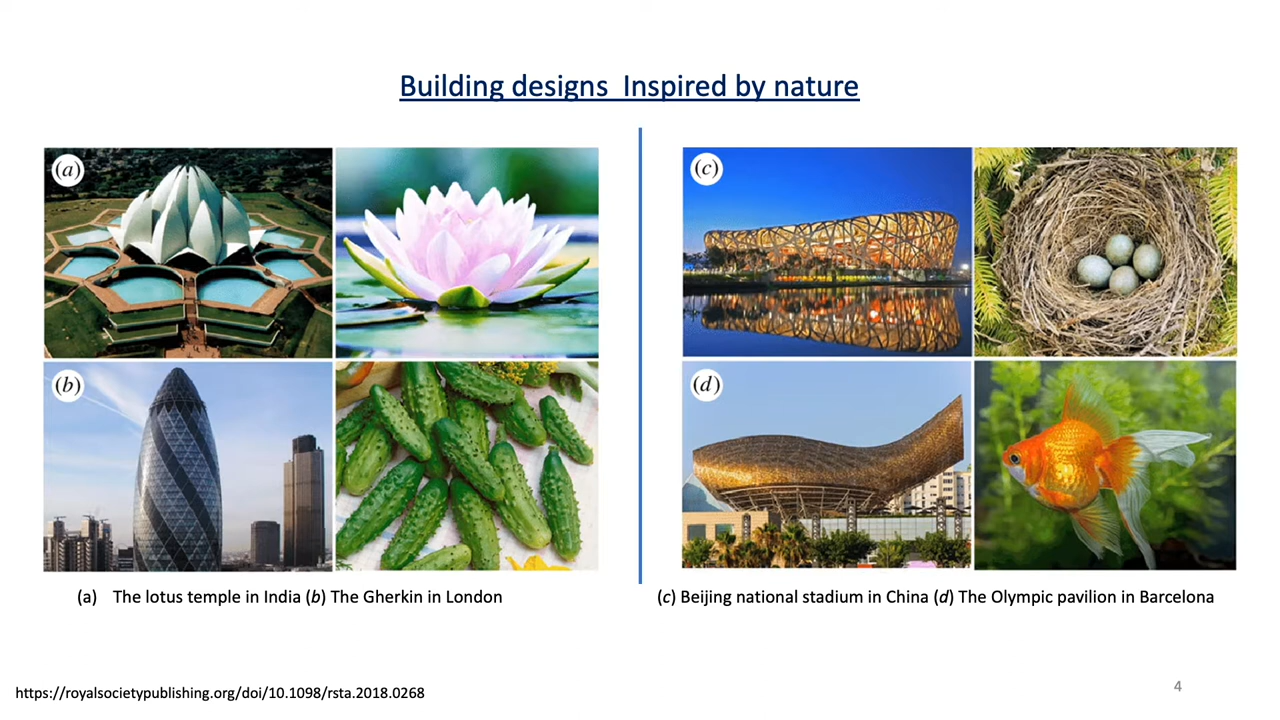 Building designs  Inspired by nature
(a)
(c)
(b)
(d)
(a) The lotus temple in India (b) The Gherkin in London
(c) Beijing national stadium in China (d) The Olympic pavilion in Barcelona
https://royalsocietypublishing.org/doi/10.1098/rsta.2018.0268
4